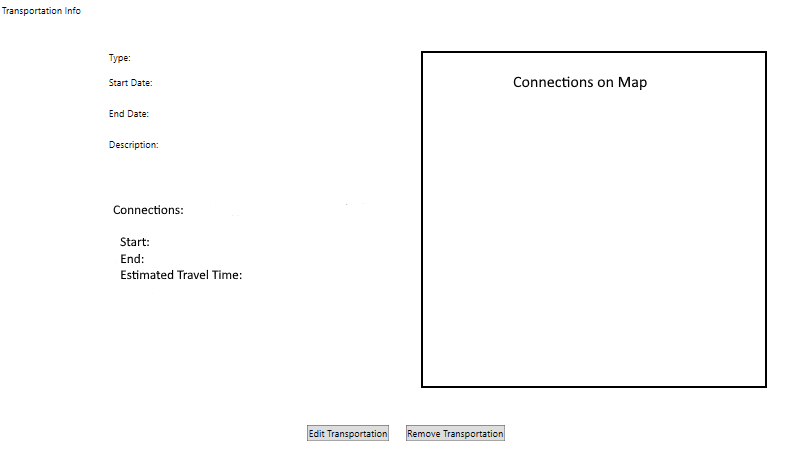 Transportation Info
Type:
Start Date:
End Date:
Description:
Connections:
Start:
End:
Estimated Travel Time:
Connections on Map
Edit Transportation
Remove Transportation